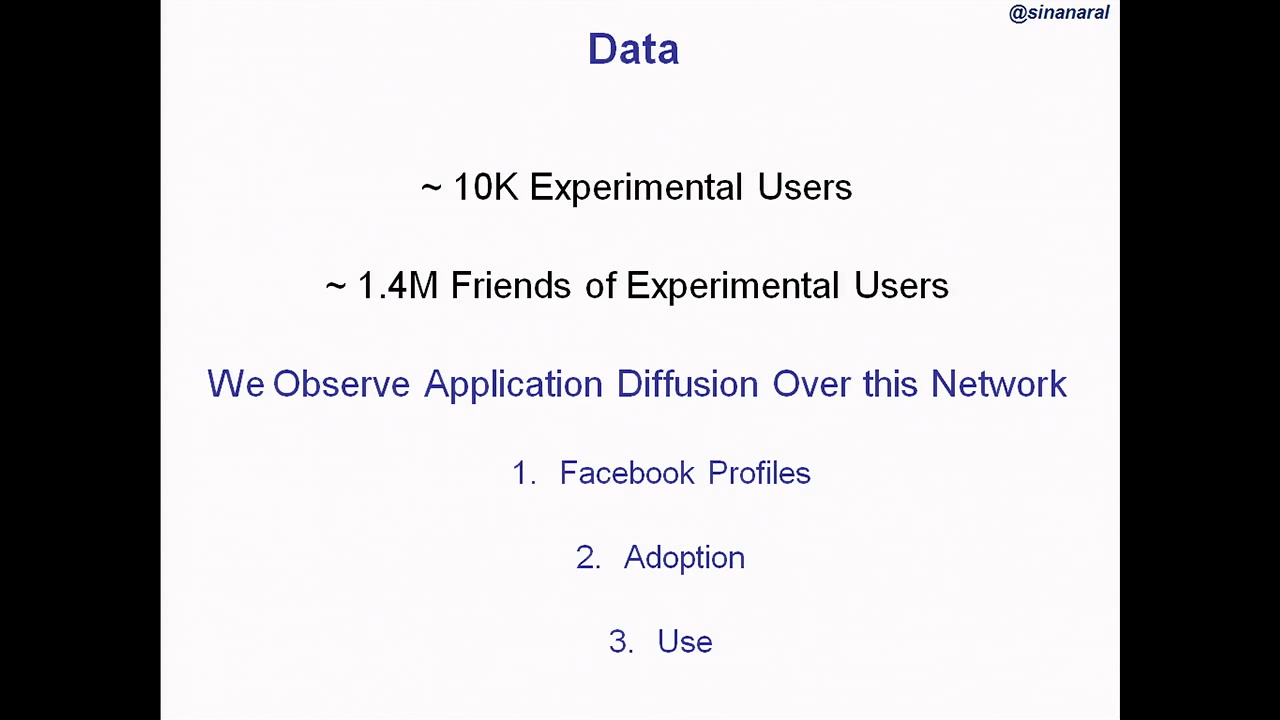 @sinanaral
Data
~ 10K Experimental Users
~ 1.4M Friends of Experimental Users
We Observe Application Diffusion Over this Network
1. Facebook Profiles
2. Adoption
3. Use